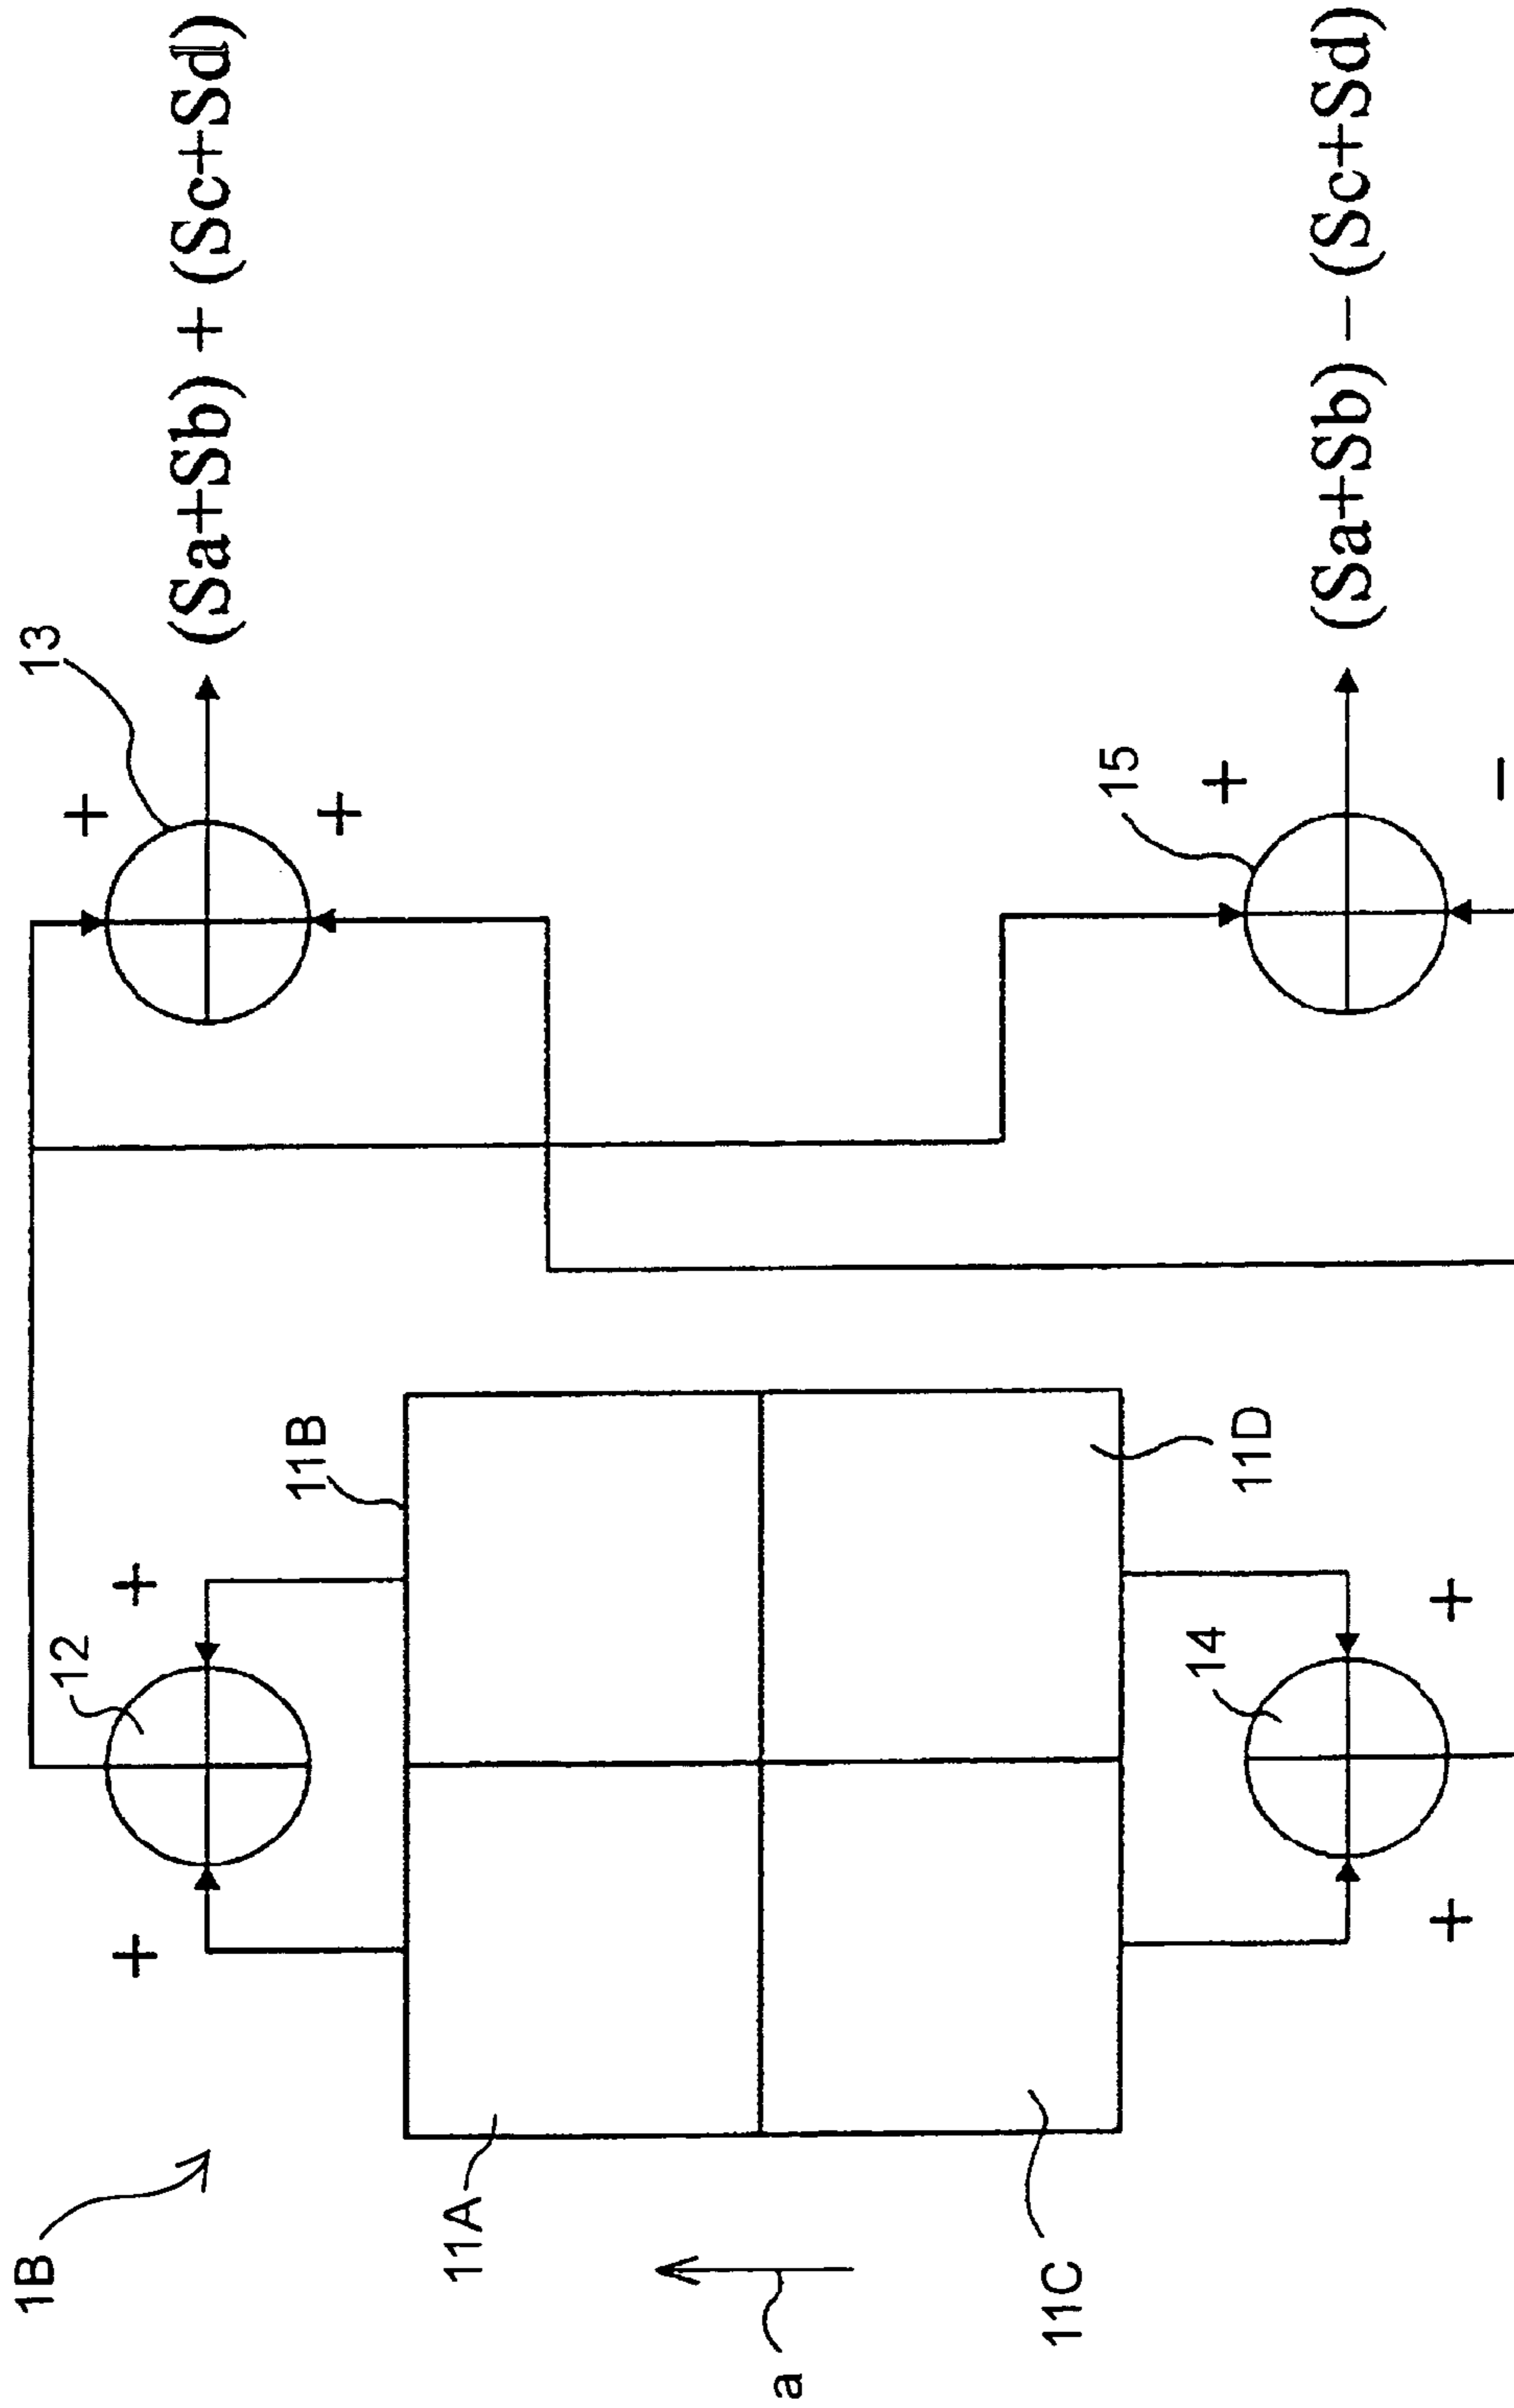 1B
a
11A
11B
11C
11D
12
+
+
14
+
+
13
+
+
(Sa+Sb) + (Sc+Sd)
15
+
−
(Sa+Sb) − (Sc+Sd)